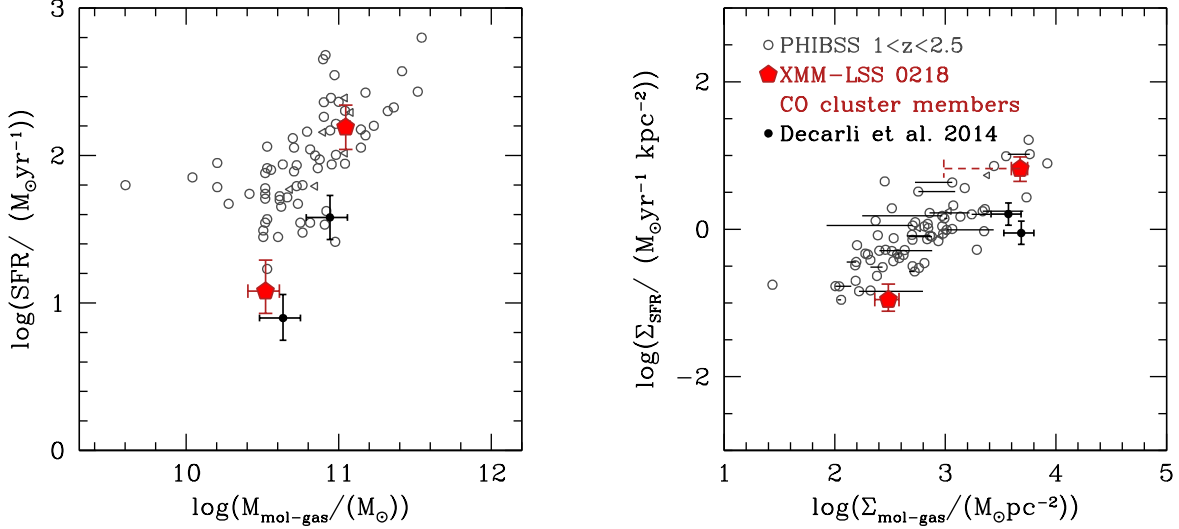 3
2
1
0
log(SFR/ (M⊙yr⁻¹))
10
11
12
log(M_mol−gas/(M⊙))
PHIBSS 1<z<2.5
XMM−LSS 0218
CO cluster members
Decarli et al. 2014
2
0
−2
log(Σ_SFR/ (M⊙yr⁻¹ kpc⁻²))
1
2
3
4
5
log(Σ_mol−gas/(M⊙pc⁻²))